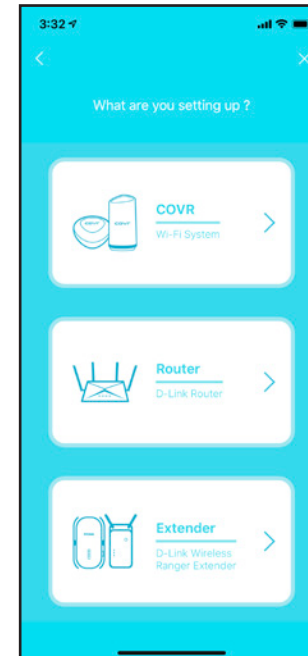 3:32
What are you setting up ?
COVR
Wi-Fi System
Router
D-Link Router
Extender
D-Link Wireless
Ranger Extender